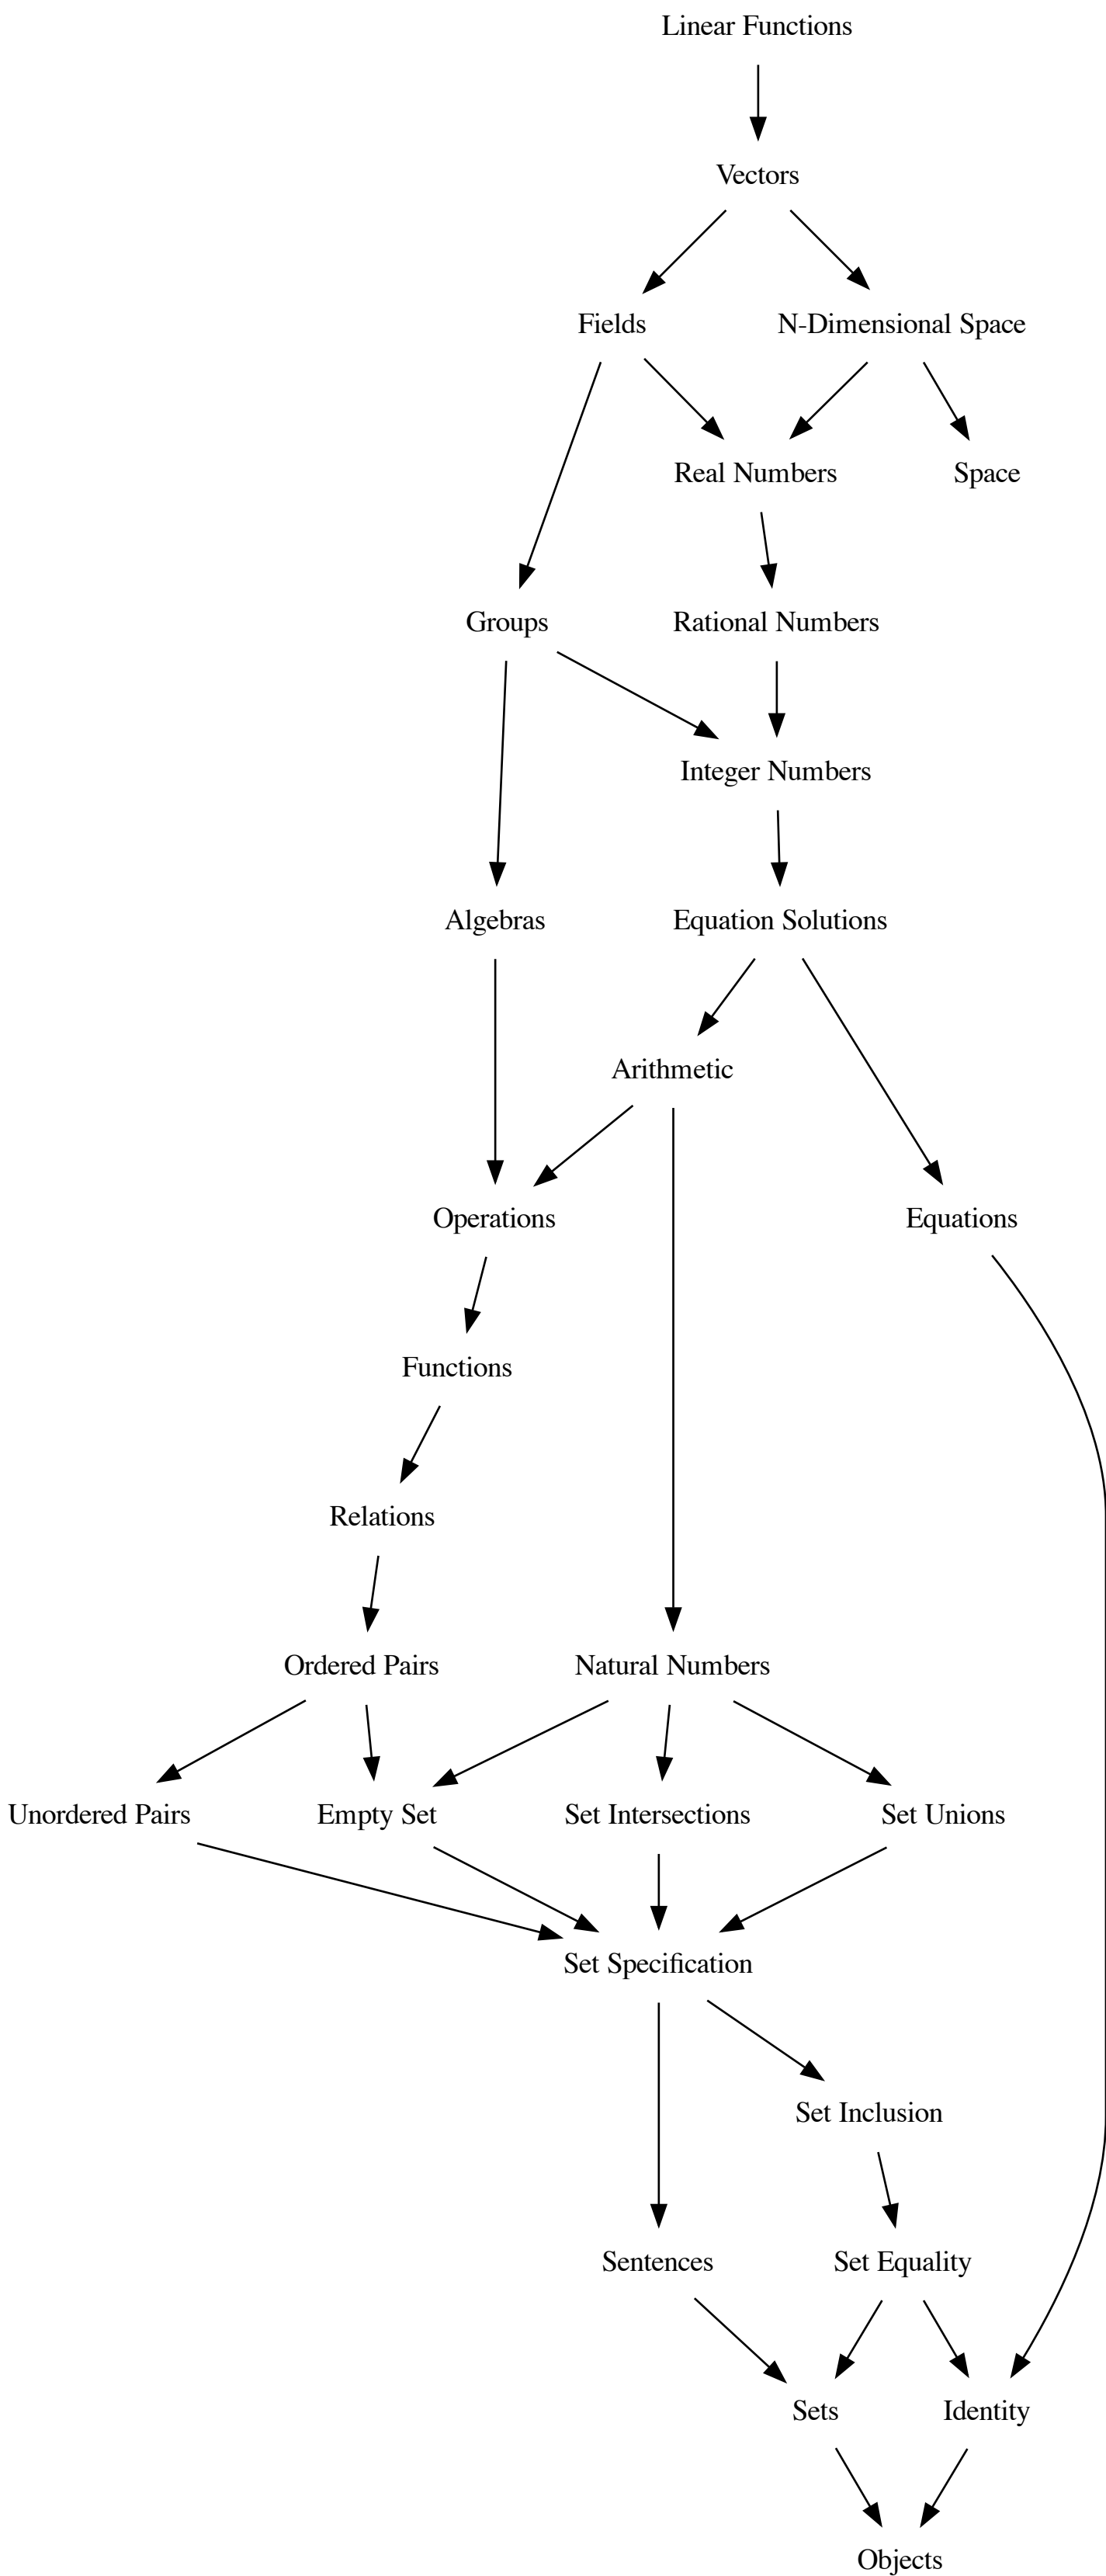 Linear Functions
Vectors
Fields
N-Dimensional Space
Real Numbers
Space
Groups
Rational Numbers
Integer Numbers
Algebras
Equation Solutions
Arithmetic
Operations
Equations
Functions
Relations
Ordered Pairs
Natural Numbers
Unordered Pairs
Empty Set
Set Intersections
Set Unions
Set Specification
Set Inclusion
Sentences
Set Equality
Sets
Identity
Objects